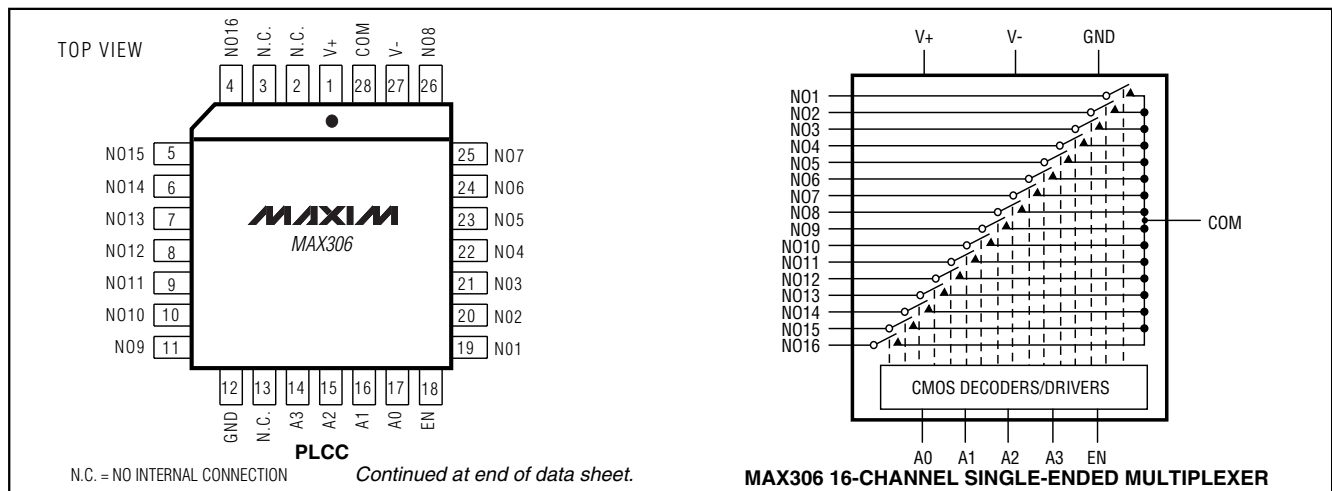 TOP VIEW
NO16 N.C. N.C. V+ COM V- NO8
4 3 2 1 28 27 26
NO15 5 25 NO7
NO14 6 24 NO6
NO13 7 23 NO5
NO12 8 22 NO4
NO11 9 21 NO3
NO10 10 20 NO2
NO9 11 19 NO1
MAXIM
MAX306
12 13 14 15 16 17 18
GND N.C. A3 A2 A1 A0 EN
PLCC
N.C. = NO INTERNAL CONNECTION
Continued at end of data sheet.
V+ V- GND
NO1
NO2
NO3
NO4
NO5
NO6
NO7
NO8
NO9
NO10
NO11
NO12
NO13
NO14
NO15
NO16
COM
CMOS DECODERS/DRIVERS
A0 A1 A2 A3 EN
MAX306 16-CHANNEL SINGLE-ENDED MULTIPLEXER